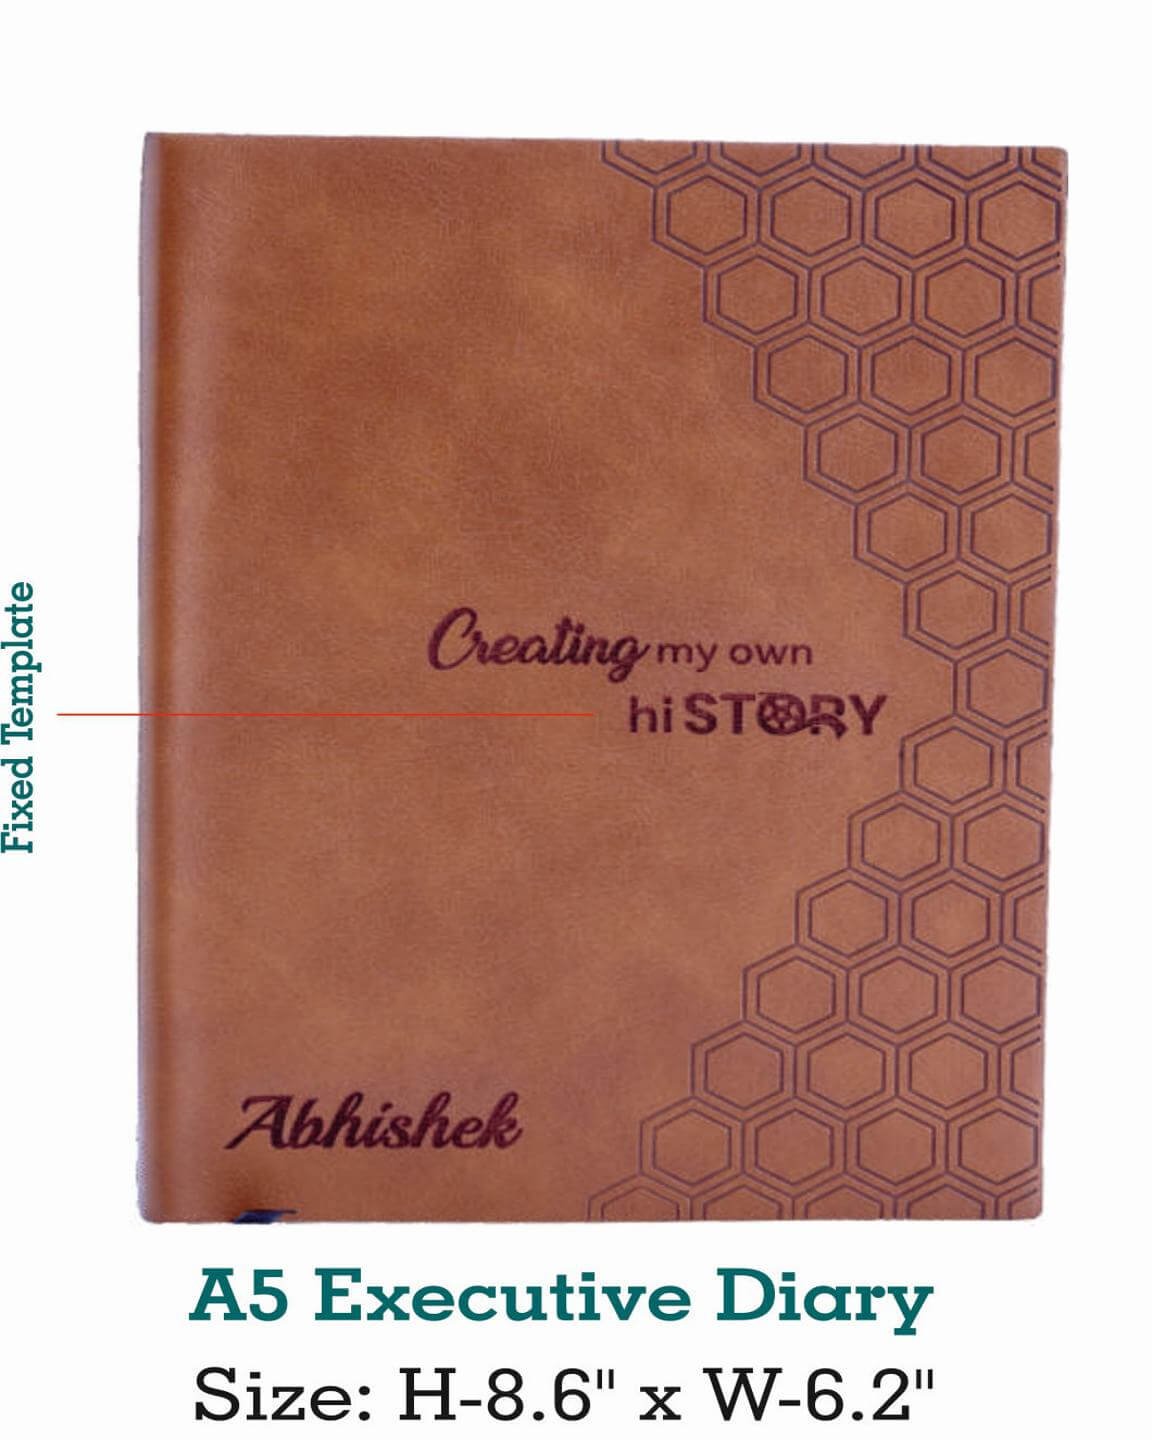 Creating my own
hiSTORY
Fixed Template
Abhishek
A5 Executive Diary
Size: H-8.6" x W-6.2"